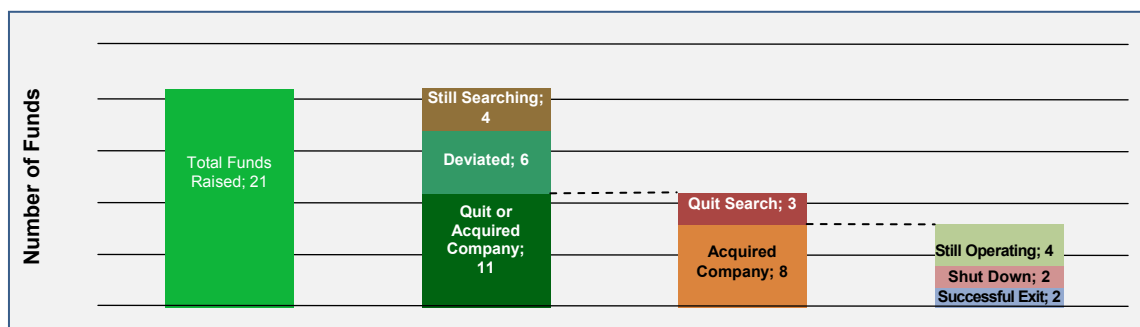 Number of Funds
Total Funds
Raised; 21
Still Searching;
4
Deviated; 6
Quit or
Acquired
Company;
11
Quit Search; 3
Acquired
Company; 8
Still Operating; 4
Shut Down; 2
Successful Exit; 2